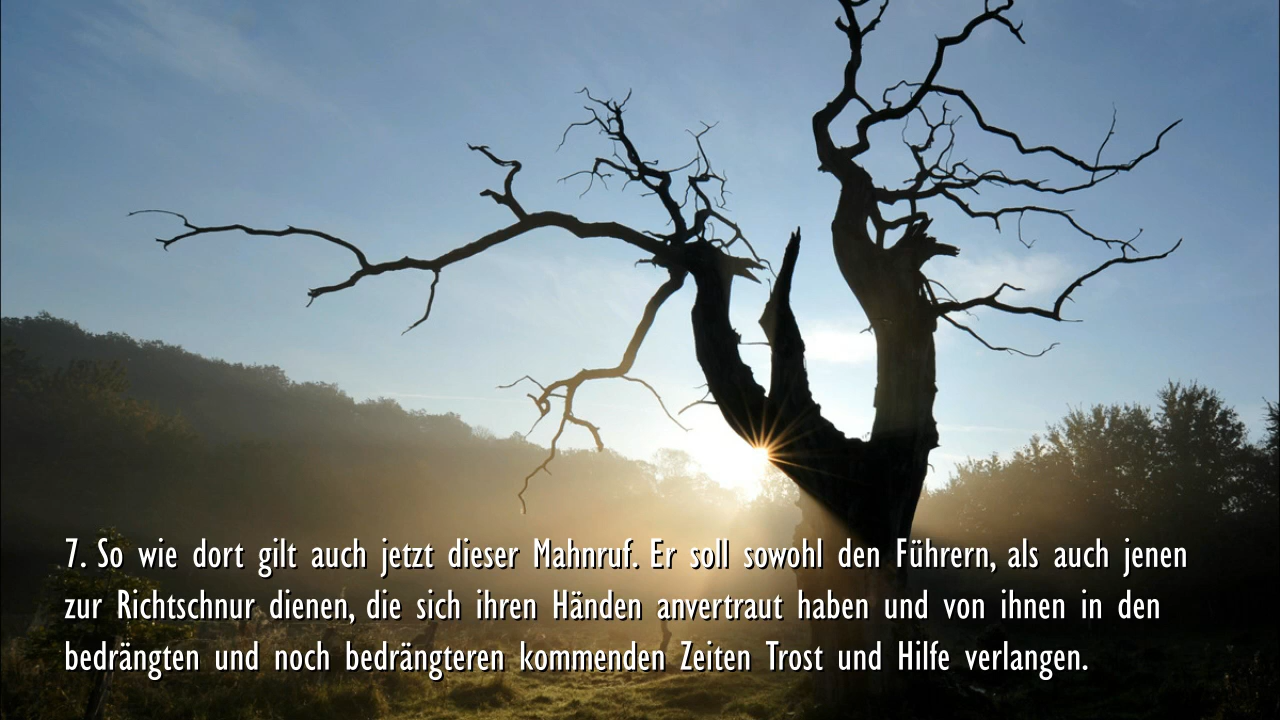 7. So wie dort gilt auch jetzt dieser Mahnruf. Er soll sowohl den Führern, als auch jenen
zur Richtschnur dienen, die sich ihren Händen anvertraut haben und von ihnen in den
bedrängten und noch bedrängteren kommenden Zeiten Trost und Hilfe verlangen.